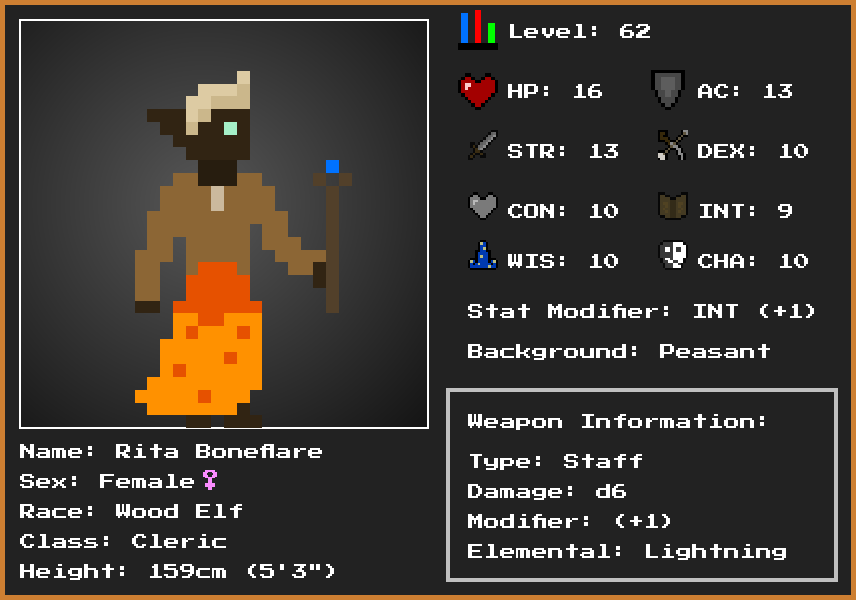 Level: 62
HP: 16
AC: 13
STR: 13
DEX: 10
CON: 10
INT: 9
WIS: 10
CHA: 10
Stat Modifier: INT (+1)
Background: Peasant
Weapon Information:
Type: Staff
Damage: d6
Modifier: (+1)
Elemental: Lightning
Name: Rita Boneflare
Sex: Female♀
Race: Wood Elf
Class: Cleric
Height: 159cm (5'3")